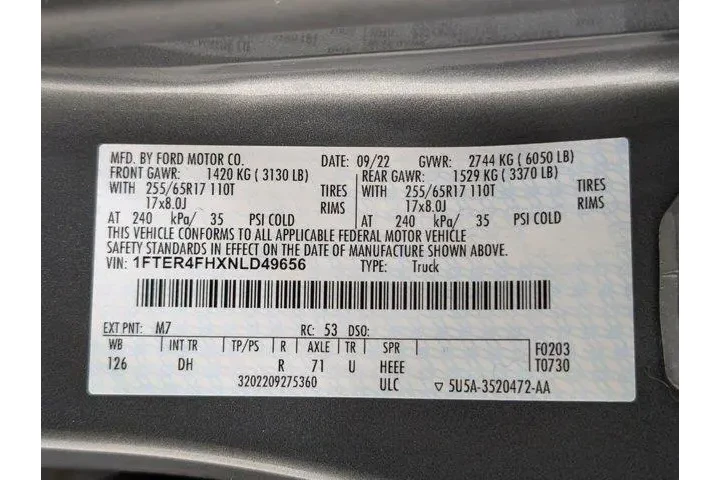 MFD. BY FORD MOTOR CO. DATE: 09/22 GVWR: 2744 KG ( 6050 LB)
FRONT GAWR: 1420 KG ( 3130 LB) REAR GAWR: 1529 KG ( 3370 LB)
WITH 255/65R17 110T TIRES WITH 255/65R17 110T TIRES
17x8.0J RIMS 17x8.0J RIMS
AT 240 kPa/ 35 PSI COLD AT 240 kPa/ 35 PSI COLD
THIS VEHICLE CONFORMS TO ALL APPLICABLE FEDERAL MOTOR VEHICLE
SAFETY STANDARDS IN EFFECT ON THE DATE OF MANUFACTURE SHOWN ABOVE.
VIN: 1FTER4FHXNLD49656 TYPE: Truck
EXT PNT: M7 RC: 53 DSO:
WB INT TR TP/PS R AXLE TR SPR F0203
126 DH R 71 U HEEE T0730
3202209275360 ULC ▽ 5U5A-3520472-AA